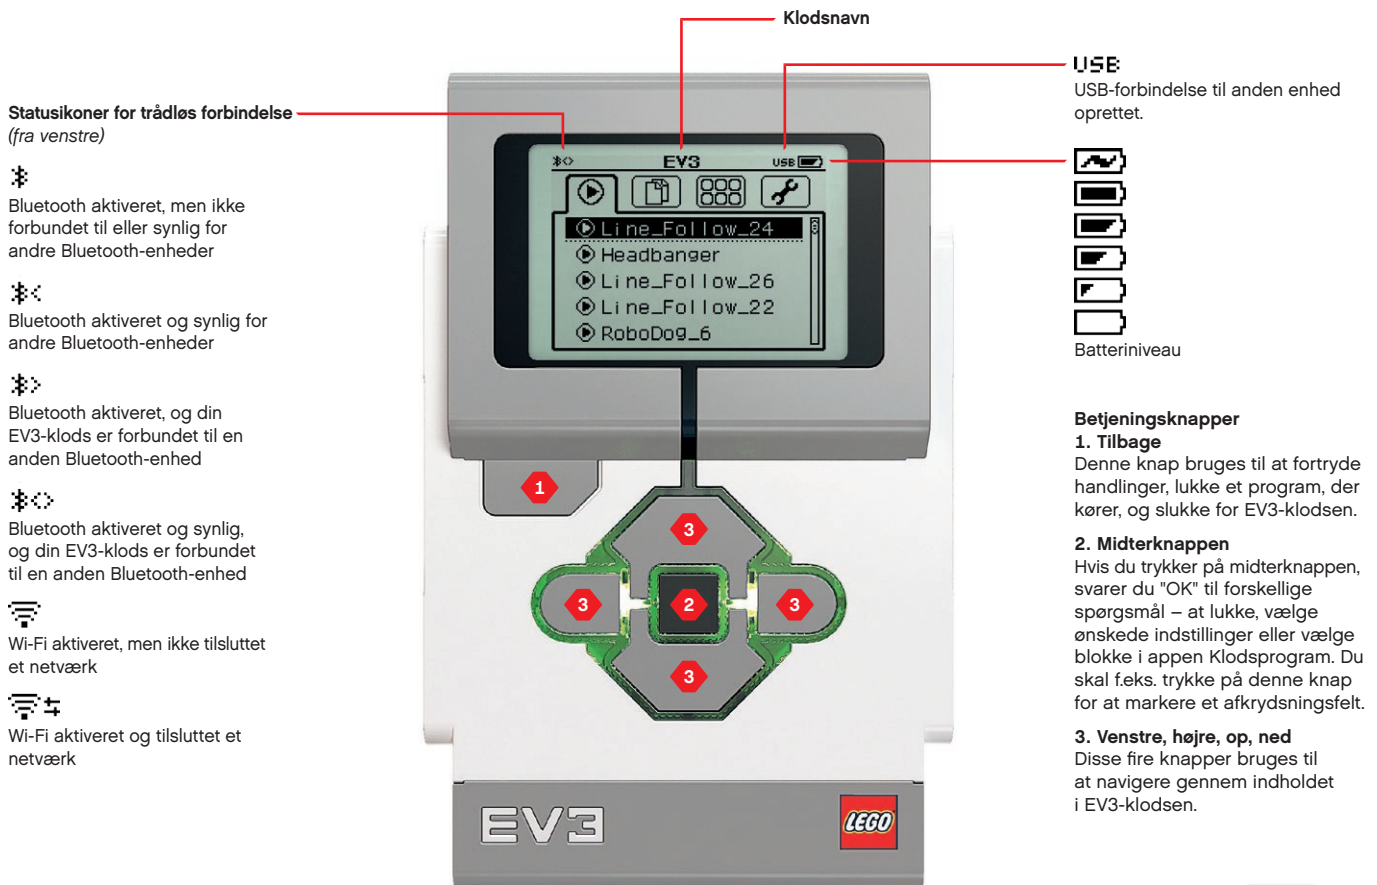 Klodsnavn
Statusikoner for trådløs forbindelse
(fra venstre)
Bluetooth aktiveret, men ikke
forbundet til eller synlig for
andre Bluetooth-enheder
Bluetooth aktiveret og synlig for
andre Bluetooth-enheder
Bluetooth aktiveret, og din
EV3-klods er forbundet til en
anden Bluetooth-enhed
Bluetooth aktiveret og synlig,
og din EV3-klods er forbundet
til en anden Bluetooth-enhed
Wi-Fi aktiveret, men ikke tilsluttet
et netværk
Wi-Fi aktiveret og tilsluttet et
netværk
EV3
USB
Line_Follow_24
Headbanger
Line_Follow_26
Line_Follow_22
RoboDog_6
1
3
3
2
3
3
EV3
LEGO
USB
USB-forbindelse til anden enhed
oprettet.
Batteriniveau
Betjeningsknapper
1. Tilbage
Denne knap bruges til at fortryde
handlinger, lukke et program, der
kører, og slukke for EV3-klodsen.
2. Midterknappen
Hvis du trykker på midterknappen,
svarer du "OK" til forskellige
spørgsmål – at lukke, vælge
ønskede indstillinger eller vælge
blokke i appen Klodsprogram. Du
skal f.eks. trykke på denne knap
for at markere et afkrydsningsfelt.
3. Venstre, højre, op, ned
Disse fire knapper bruges til
at navigere gennem indholdet
i EV3-klodsen.